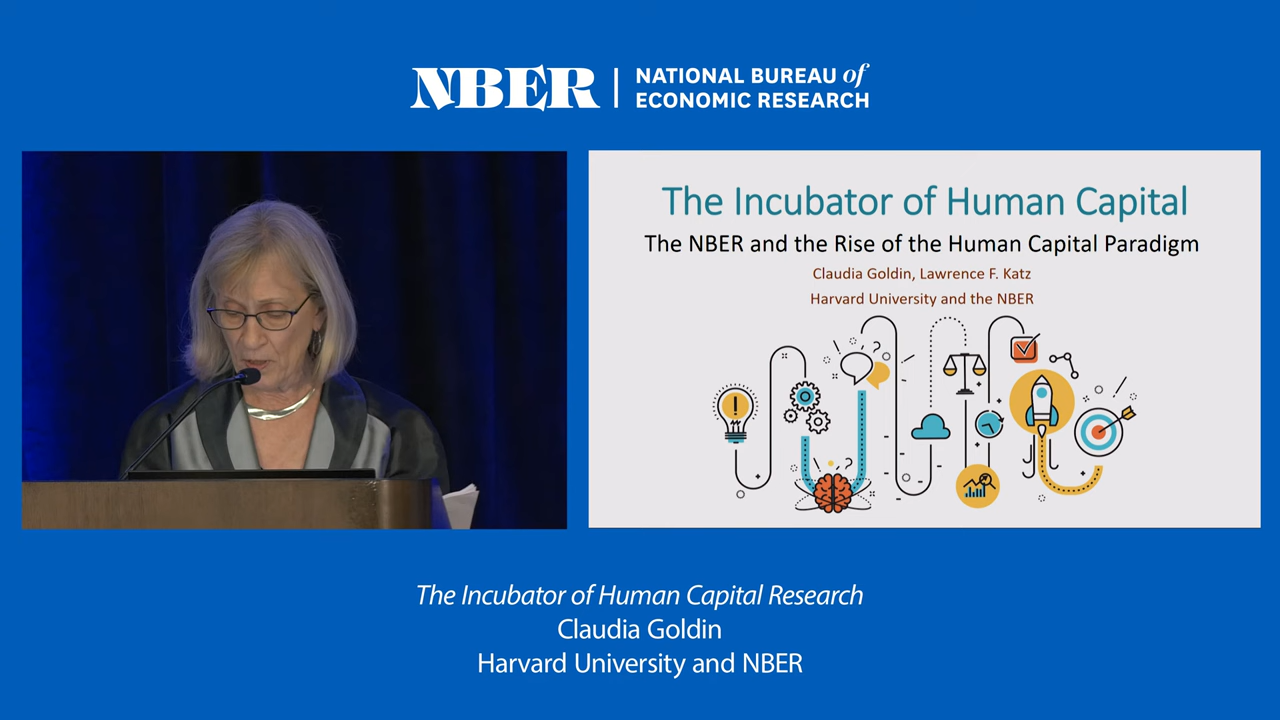 NBER
NATIONAL BUREAU of
ECONOMIC RESEARCH
The Incubator of Human Capital
The NBER and the Rise of the Human Capital Paradigm
Claudia Goldin, Lawrence F. Katz
Harvard University and the NBER
The Incubator of Human Capital Research
Claudia Goldin
Harvard University and NBER